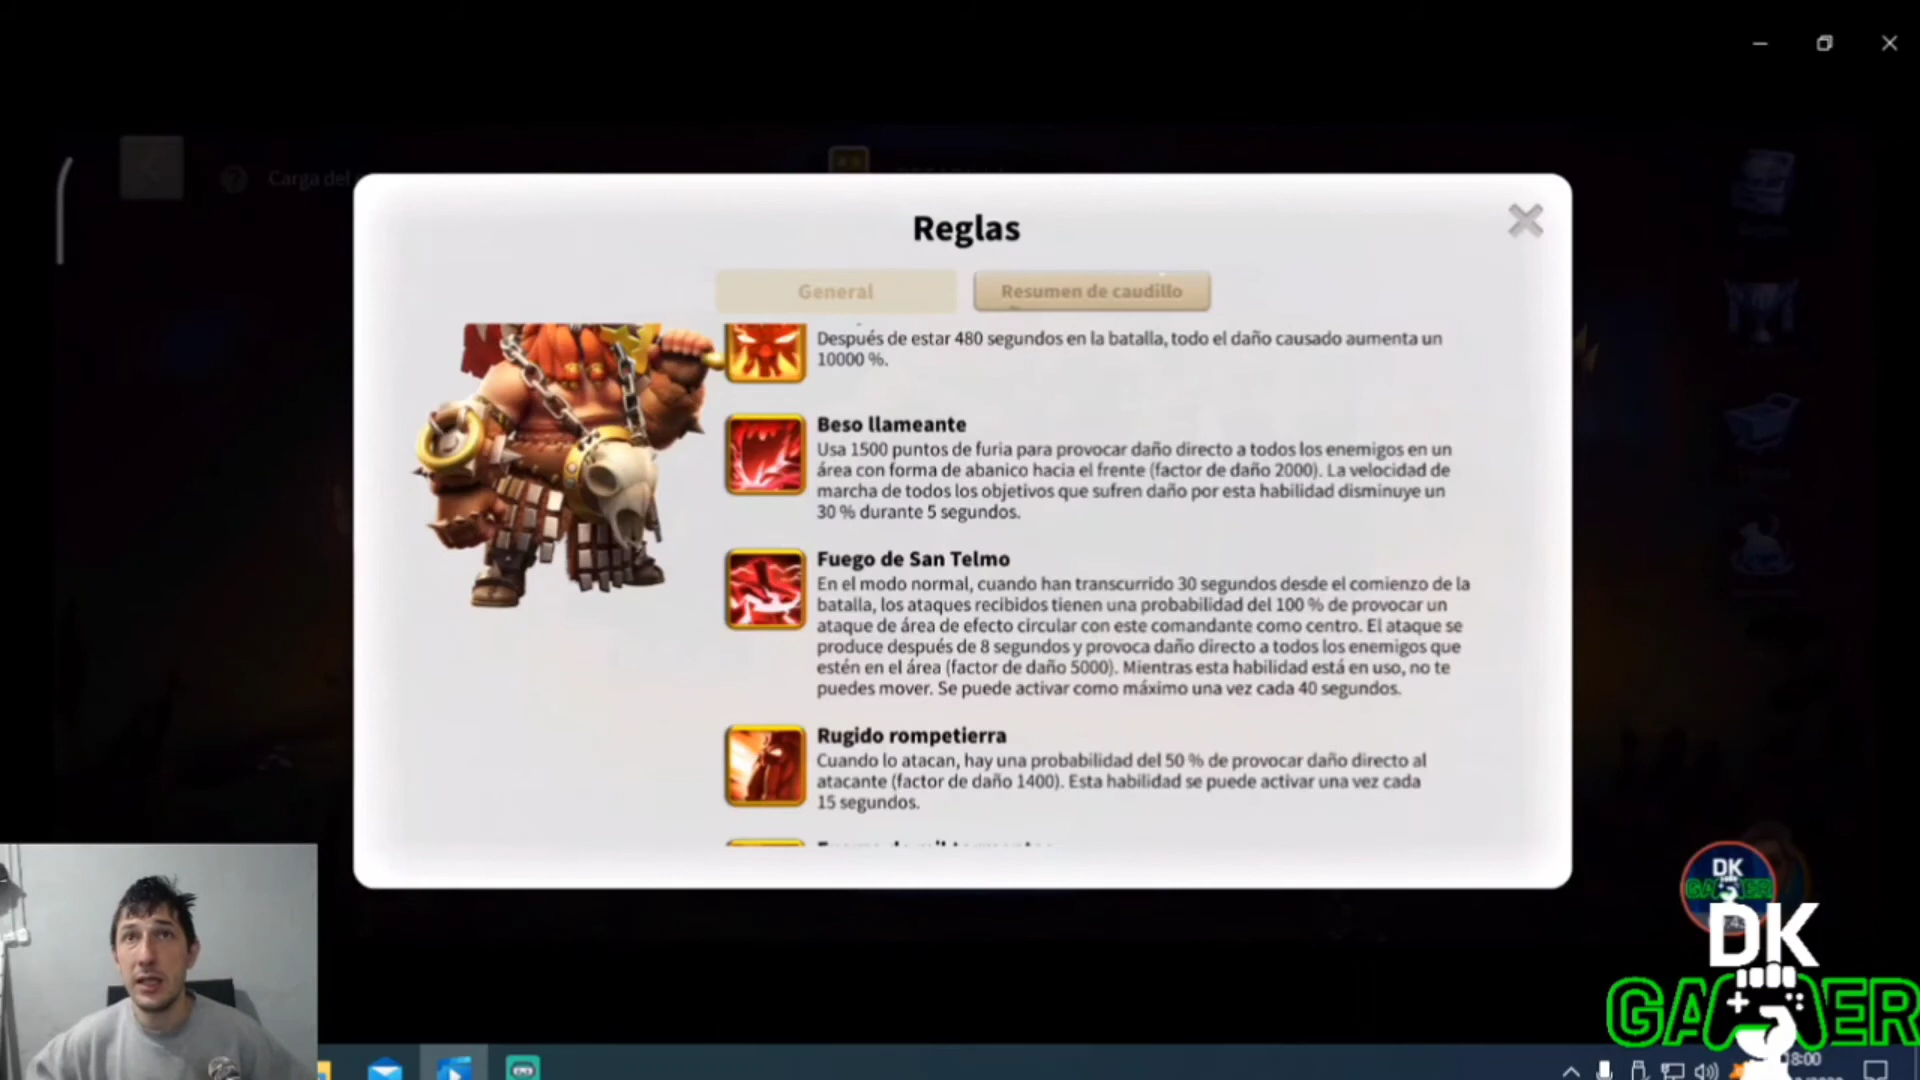 Carga del
Reglas
General
Resumen de caudillo
Después de estar 480 segundos en la batalla, todo el daño causado aumenta un
10000 %.
Beso llameante
Usa 1500 puntos de furia para provocar daño directo a todos los enemigos en un
área con forma de abanico hacia el frente (factor de daño 2000). La velocidad de
marcha de todos los objetivos que sufren daño por esta habilidad disminuye un
30 % durante 5 segundos.
Fuego de San Telmo
En el modo normal, cuando han transcurrido 30 segundos desde el comienzo de la
batalla, los ataques recibidos tienen una probabilidad del 100 % de provocar un
ataque de área de efecto circular con este comandante como centro. El ataque se
produce después de 8 segundos y provoca daño directo a todos los enemigos que
estén en el área (factor de daño 5000). Mientras esta habilidad está en uso, no te
puedes mover. Se puede activar como máximo una vez cada 40 segundos.
Rugido rompetierra
Cuando lo atacan, hay una probabilidad del 50 % de provocar daño directo al
atacante (factor de daño 1400). Esta habilidad se puede activar una vez cada
15 segundos.
DK
GAMER
DK
GAMER
8:00